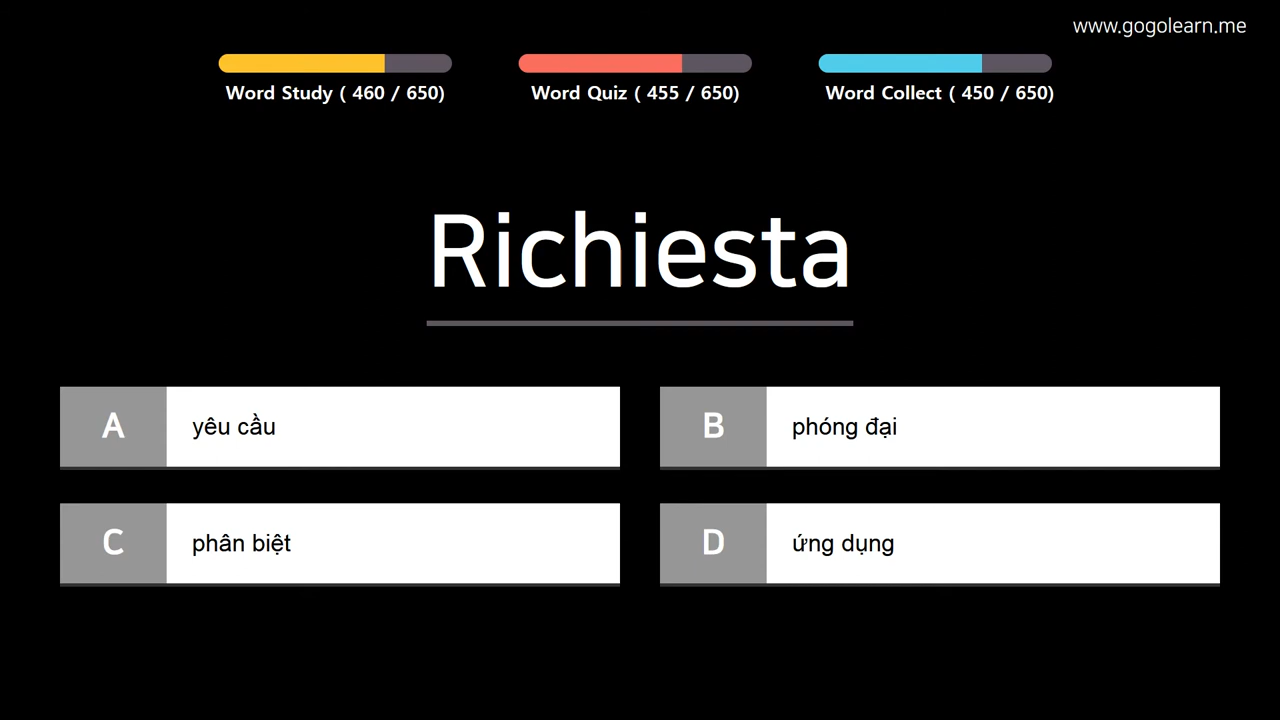 www.gogolearn.me
Word Study ( 460 / 650)
Word Quiz ( 455 / 650)
Word Collect ( 450 / 650)
Richiesta
A yêu cầu
B phóng đại
C phân biệt
D ứng dụng